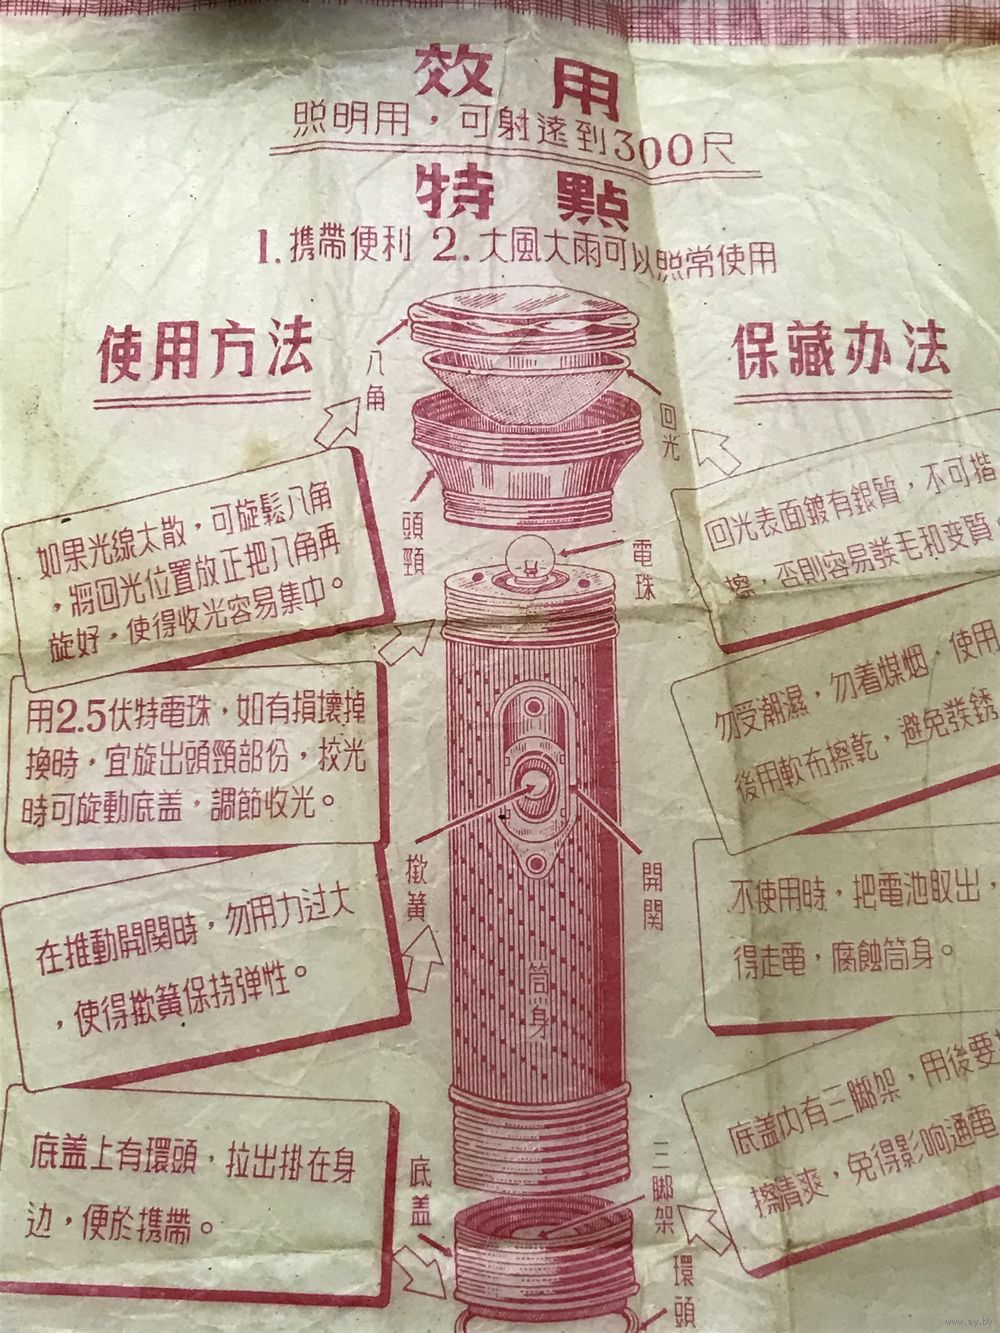 效用
照明用，可射遠到300尺
特點
1.携帶便利 2.大風大雨可以照常使用
使用方法
保藏办法
八角
回光
頭頸
電珠
如果光線太散，可旋鬆八角
，將回光位置放正把八角再
旋好，使得收光容易集中。
用2.5伏特電珠，如有損壞掉
換時，宜旋出頭頸部份，挍光
時可旋動底盖，調節收光。
在推動開関時，勿用力过大
，使得撳簧保持弹性。
底盖上有環頭，拉出掛在身
边，便於携帶。
撳簧
開関
筒身
底盖
三脚架
環頭
回光表面鍍有銀質，不可揩
擦，否則容易裝毛和变質
勿受潮濕，勿着煤烟，使用
後用軟布擦乾，避免裝銹
不使用時，把電池取出，
得走電，腐蝕筒身。
底盖内有三脚架，用後要
擦清爽，免得影响通電
www.ay.by